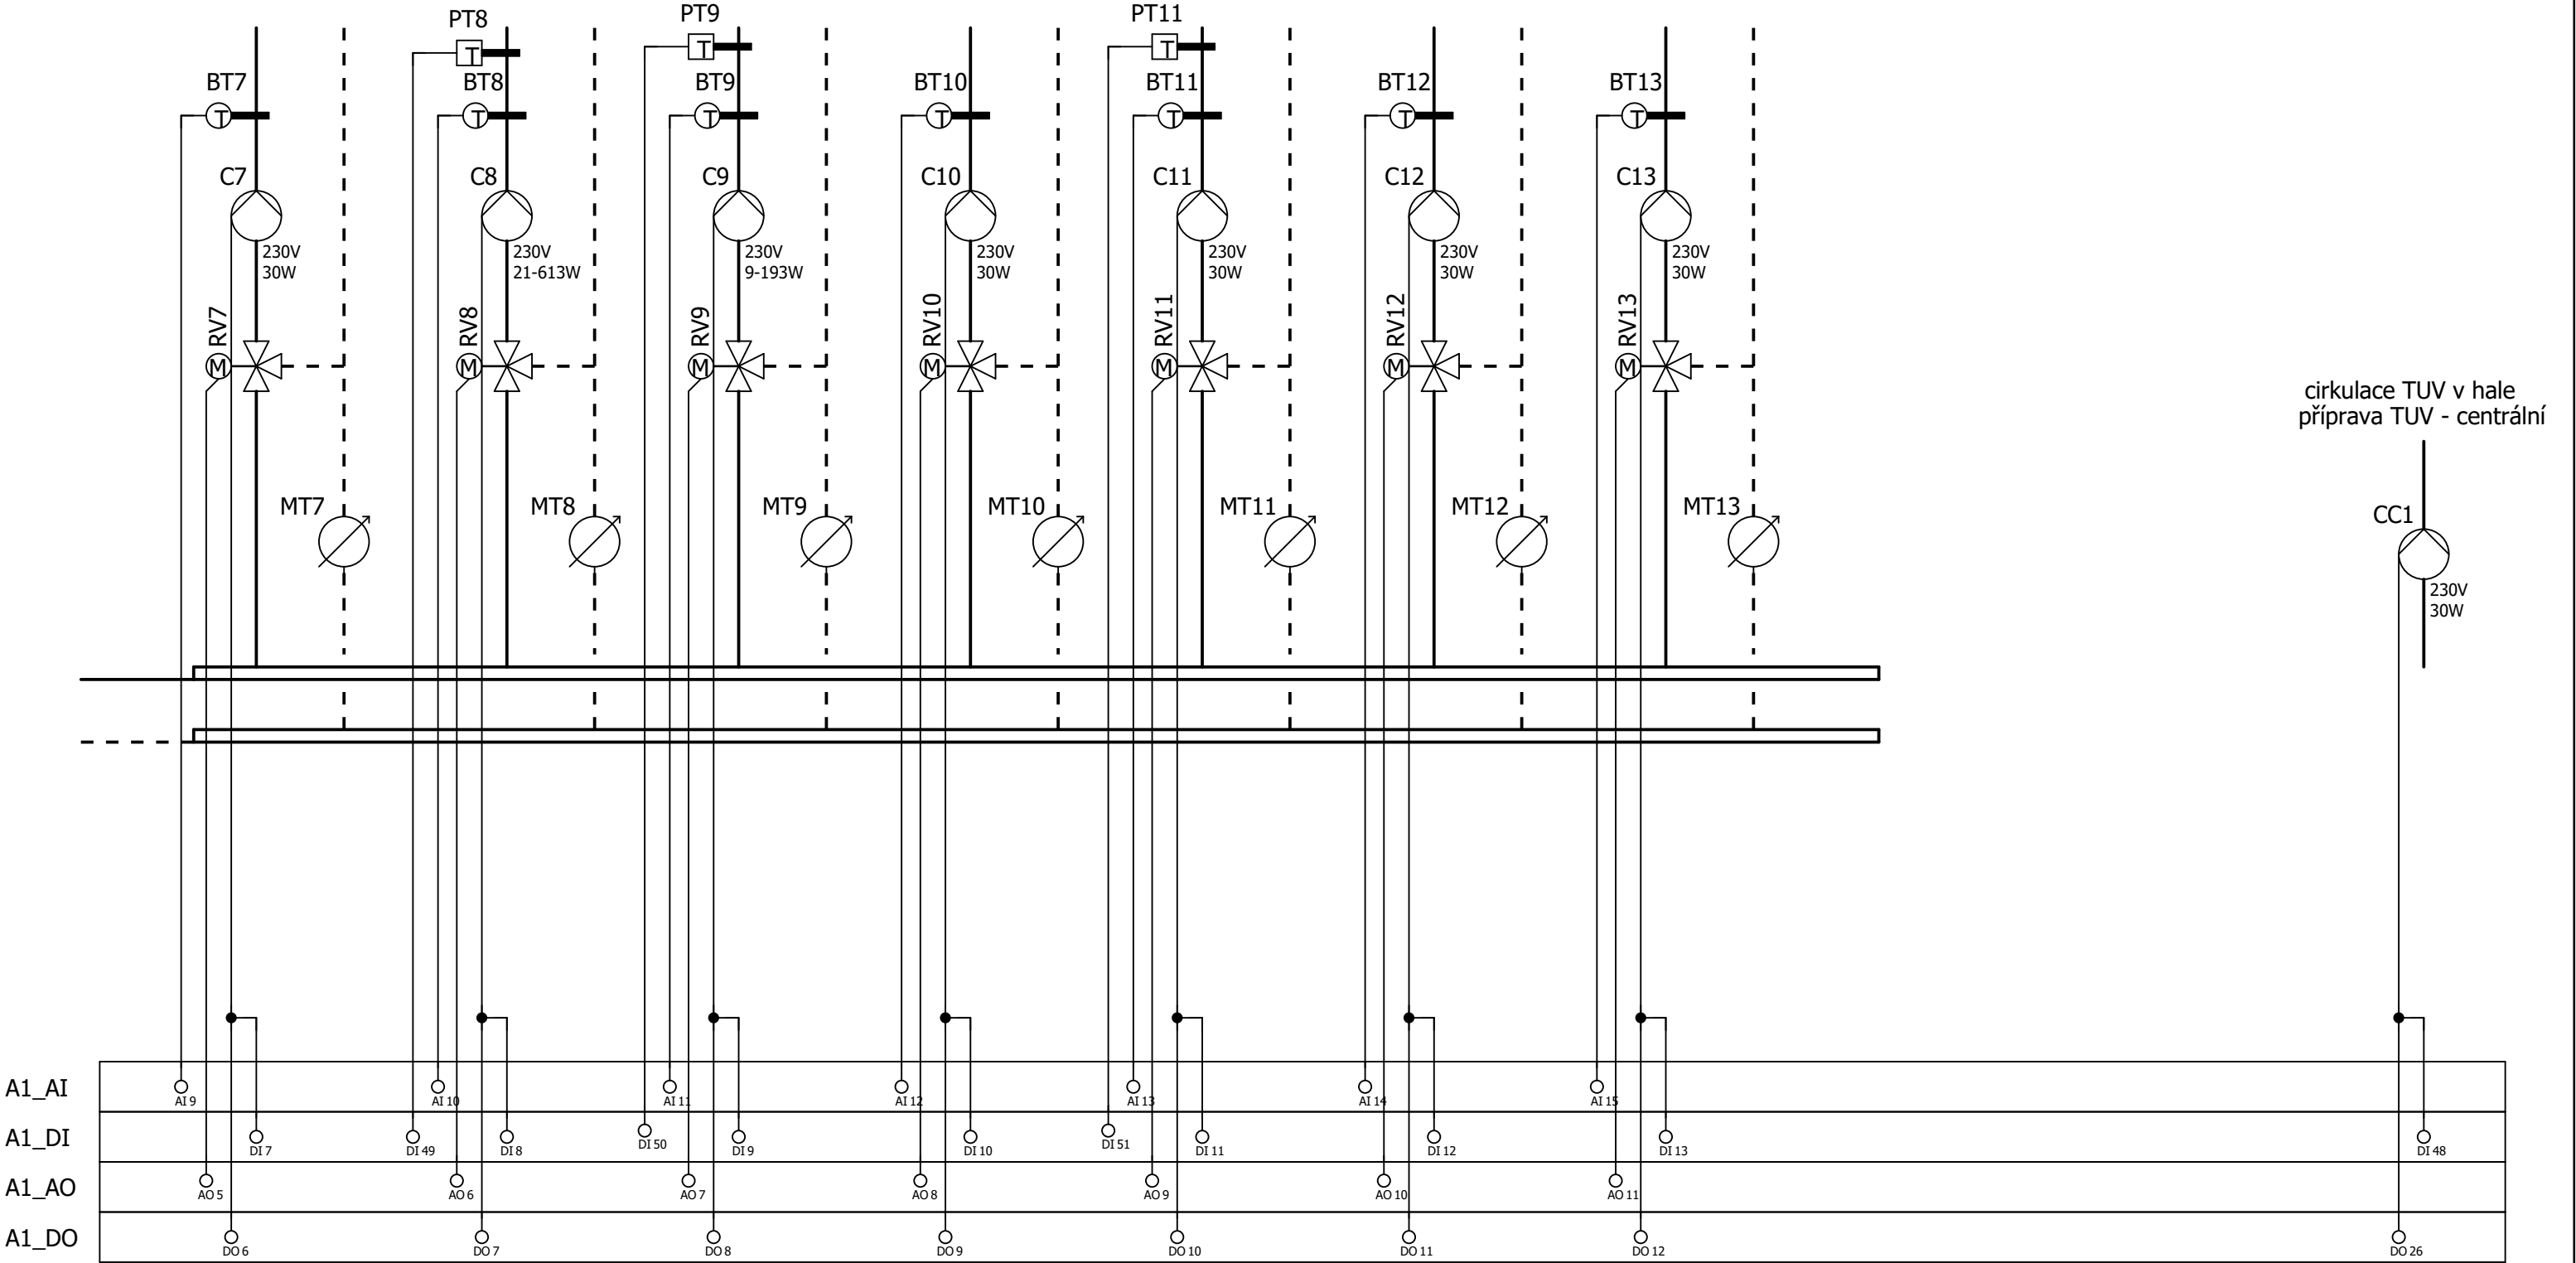 PT8
PT9
PT11
T
T
T
BT7
BT8
BT9
BT10
BT11
BT12
BT13
T
T
T
T
T
T
T
C7
C8
C9
C10
C11
C12
C13
230V
30W
230V
21-613W
230V
9-193W
230V
30W
230V
30W
230V
30W
230V
30W
RV7
RV8
RV9
RV10
RV11
RV12
RV13
M
M
M
M
M
M
M
cirkulace TUV v hale
příprava TUV - centrální
MT7
MT8
MT9
MT10
MT11
MT12
MT13
CC1
230V
30W
A1_AI
AI 9
AI 10
AI 11
AI 12
AI 13
AI 14
AI 15
A1_DI
DI 7
DI 49
DI 8
DI 50
DI 9
DI 10
DI 51
DI 11
DI 12
DI 13
DI 48
A1_AO
AO 5
AO 6
AO 7
AO 8
AO 9
AO 10
AO 11
A1_DO
DO 6
DO 7
DO 8
DO 9
DO 10
DO 11
DO 12
DO 26